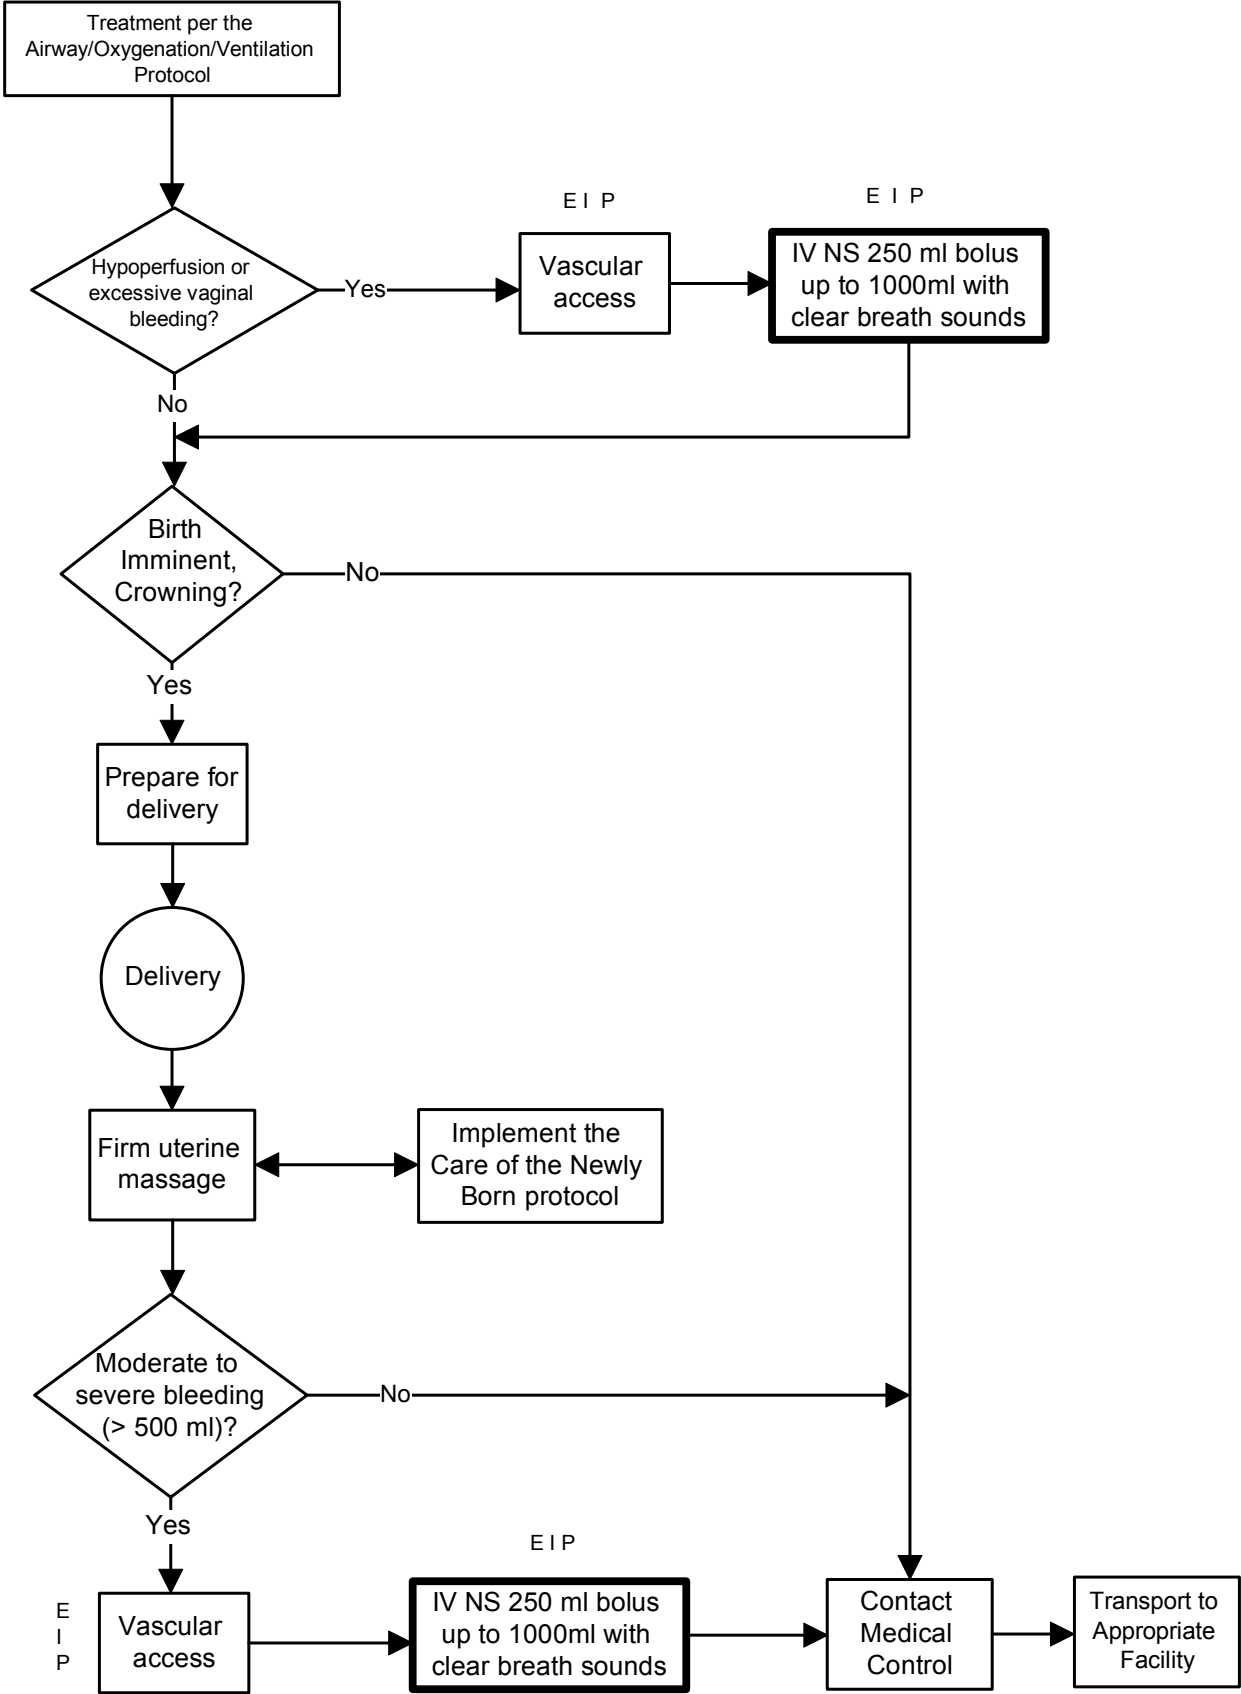 Treatment per the
Airway/Oxygenation/Ventilation
Protocol
E I P
E I P
Hypoperfusion or
excessive vaginal
bleeding?
Yes
Vascular
access
IV NS 250 ml bolus
up to 1000ml with
clear breath sounds
No
Birth
Imminent,
Crowning?
No
Yes
Prepare for
delivery
Delivery
Firm uterine
massage
Implement the
Care of the Newly
Born protocol
Moderate to
severe bleeding
(> 500 ml)?
No
Yes
E I P
E
I
P
Vascular
access
IV NS 250 ml bolus
up to 1000ml with
clear breath sounds
Contact
Medical
Control
Transport to
Appropriate
Facility